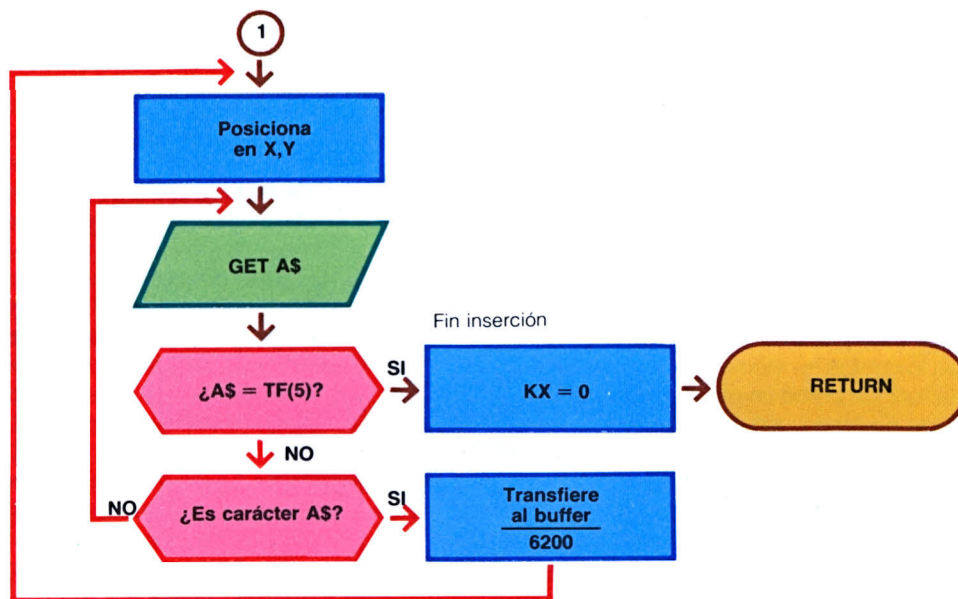 1
Posiciona
en X,Y
GET A$
Fin inserción
¿A$ = TF(5)?
SI
KX = 0
RETURN
NO
NO
¿Es carácter A$?
SI
Transfiere
al buffer
6200